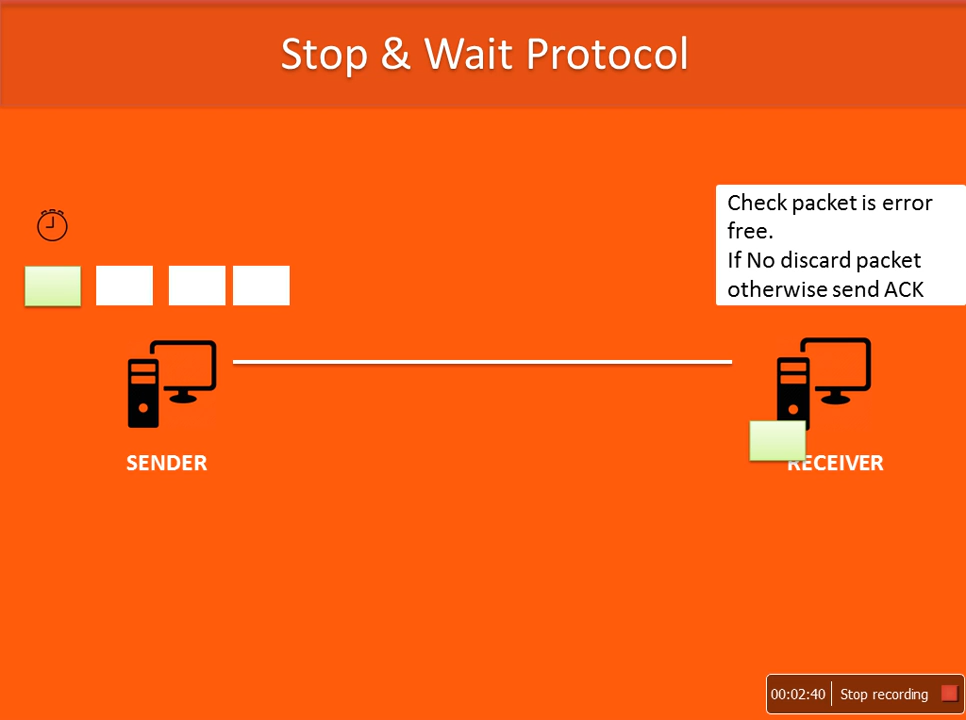 Stop & Wait Protocol
Check packet is error
free.
If No discard packet
otherwise send ACK
SENDER
RECEIVER
00:02:40 Stop recording